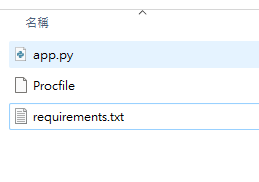 名稱
app.py
Procfile
requirements.txt